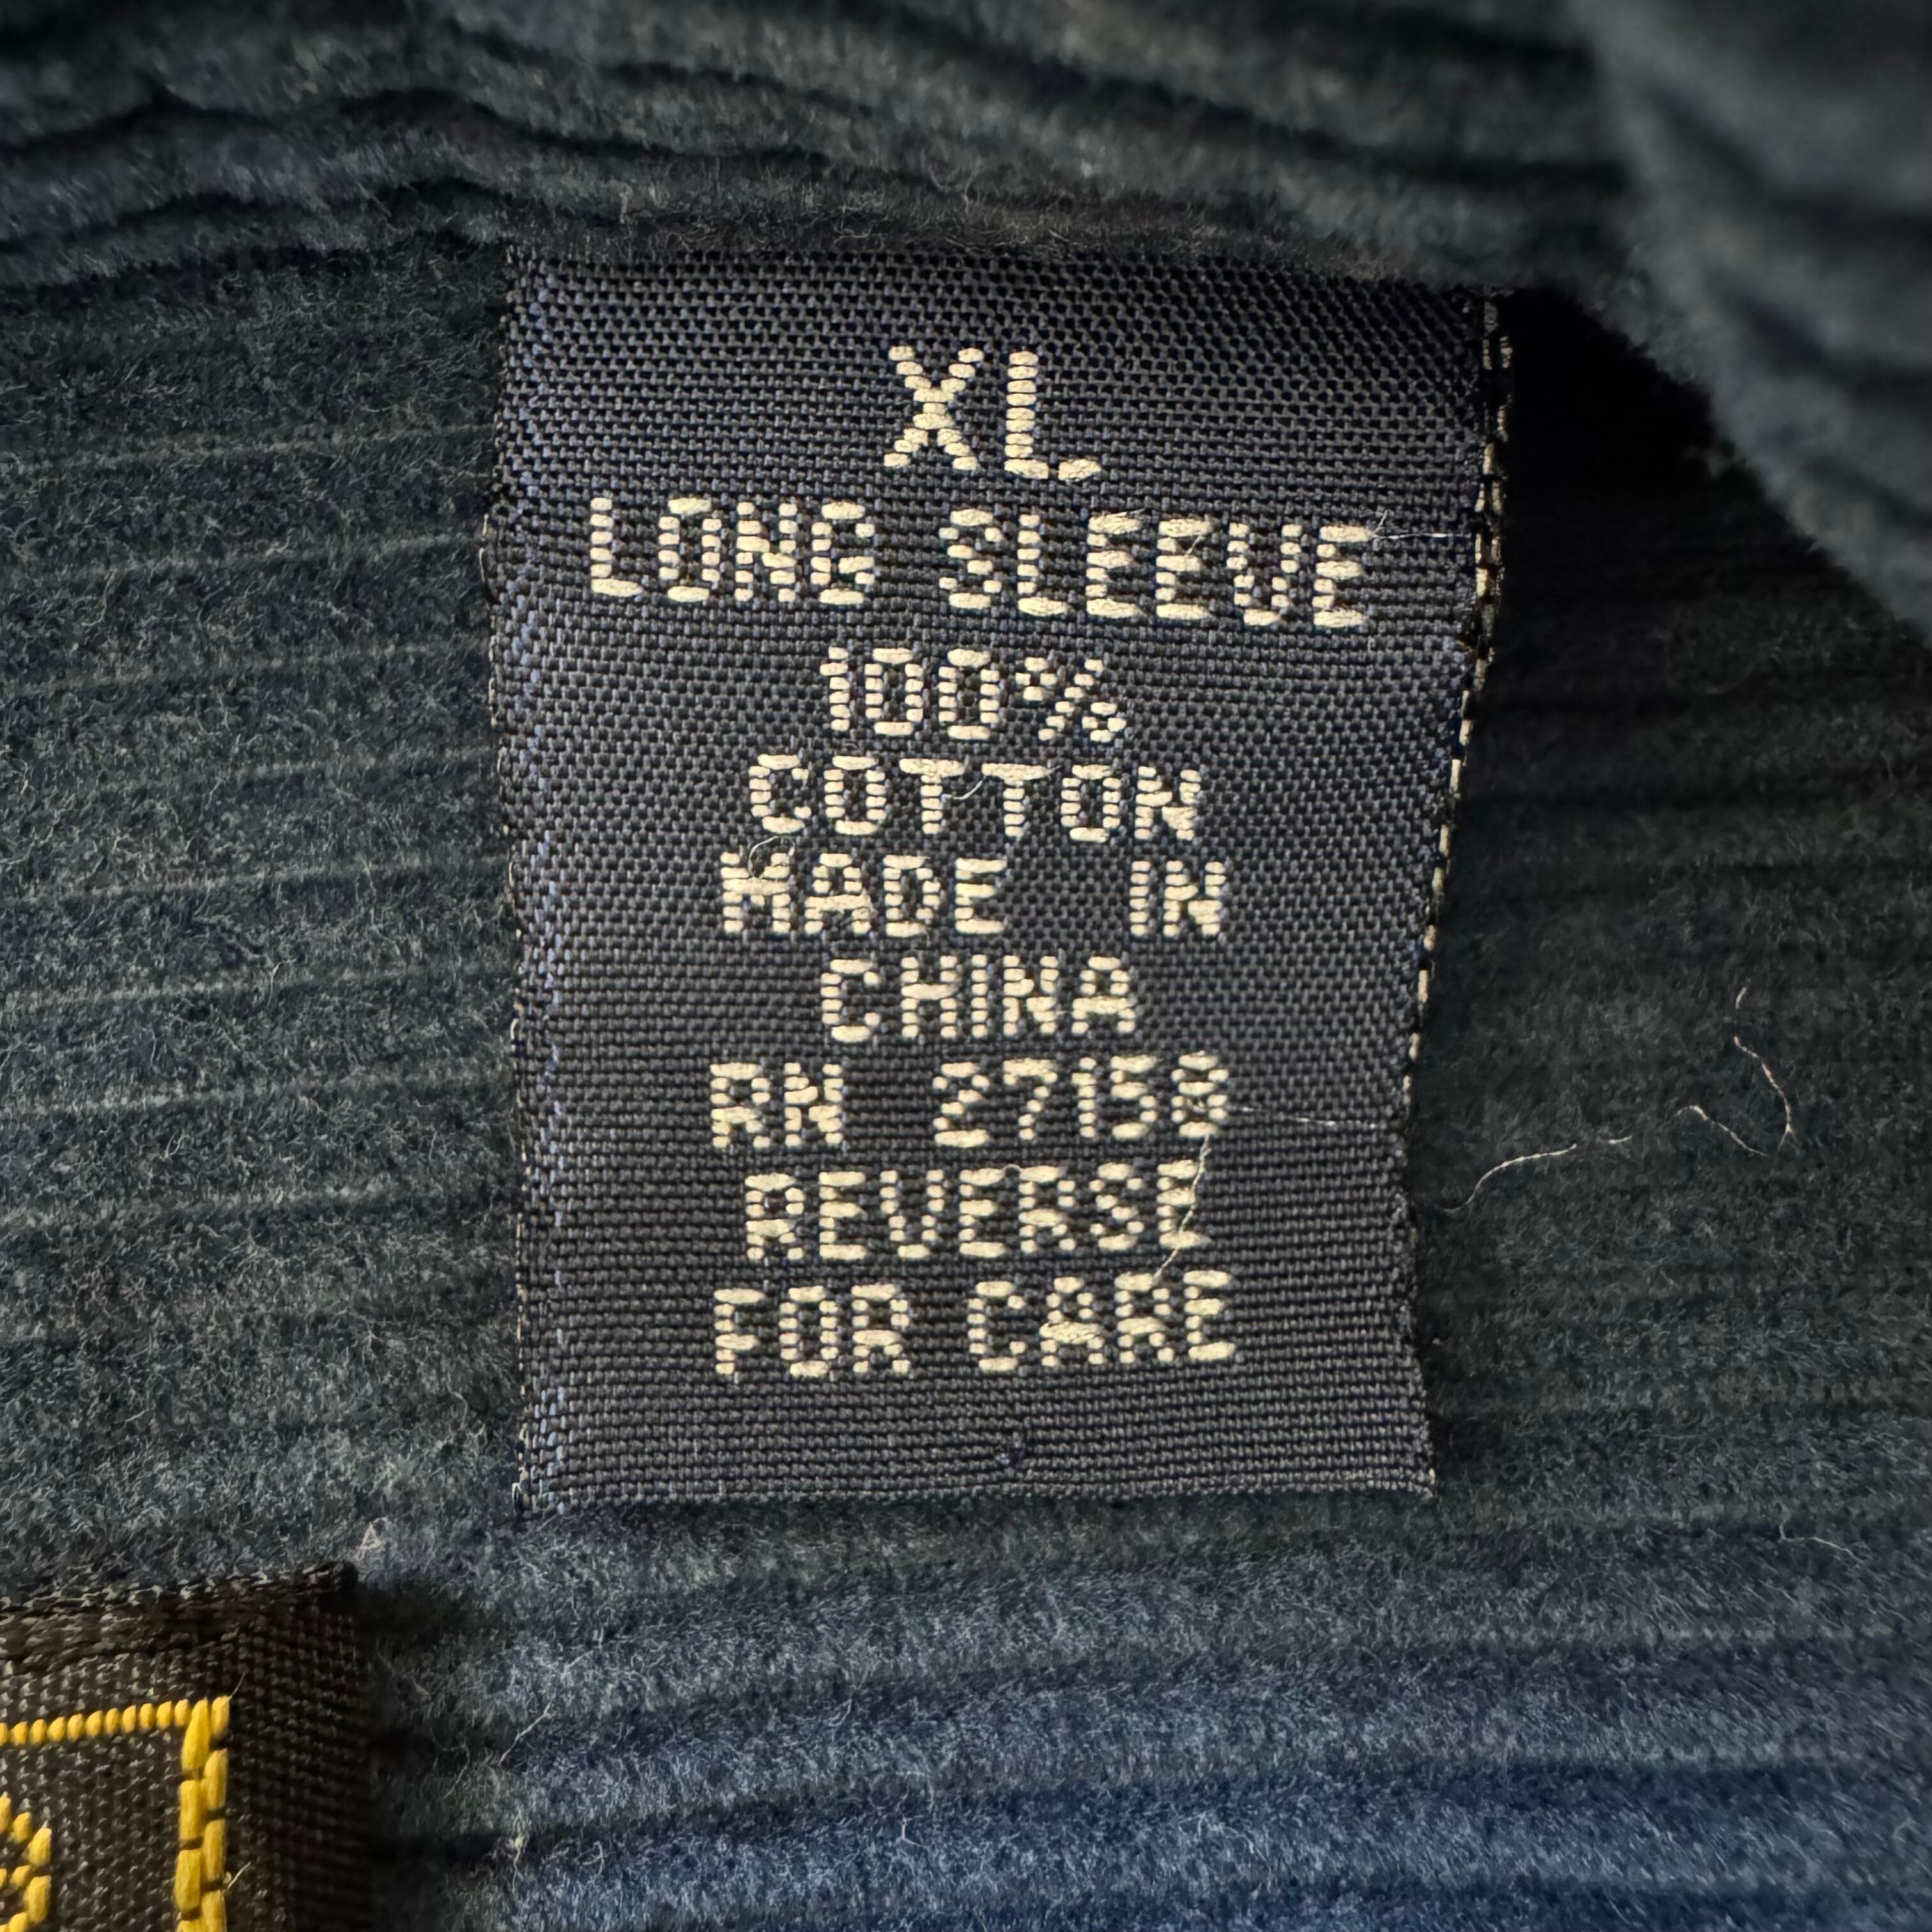 XL
LONG SLEEVE
100%
COTTON
MADE IN
CHINA
RN 27158
REVERSE
FOR CARE